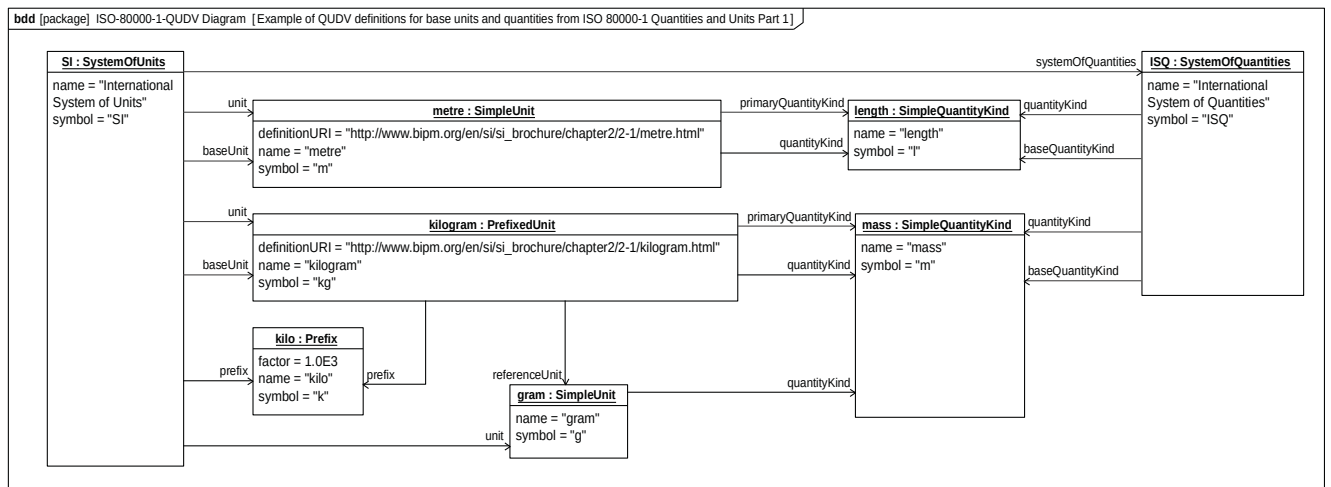 bdd [package] ISO-80000-1-QUDV Diagram [Example of QUDV definitions for base units and quantities from ISO 80000-1 Quantities and Units Part 1]
SI : SystemOfUnits
name = "International
System of Units"
symbol = "SI"
systemOfQuantities
ISQ : SystemOfQuantities
name = "International
System of Quantities"
symbol = "ISQ"
unit
baseUnit
metre : SimpleUnit
definitionURI = "http://www.bipm.org/en/si/si_brochure/chapter2/2-1/metre.html"
name = "metre"
symbol = "m"
primaryQuantityKind
quantityKind
length : SimpleQuantityKind
name = "length"
symbol = "l"
quantityKind
baseQuantityKind
unit
baseUnit
kilogram : PrefixedUnit
definitionURI = "http://www.bipm.org/en/si/si_brochure/chapter2/2-1/kilogram.html"
name = "kilogram"
symbol = "kg"
primaryQuantityKind
quantityKind
mass : SimpleQuantityKind
name = "mass"
symbol = "m"
quantityKind
baseQuantityKind
prefix
kilo : Prefix
factor = 1.0E3
name = "kilo"
symbol = "k"
prefix
referenceUnit
unit
gram : SimpleUnit
name = "gram"
symbol = "g"
quantityKind